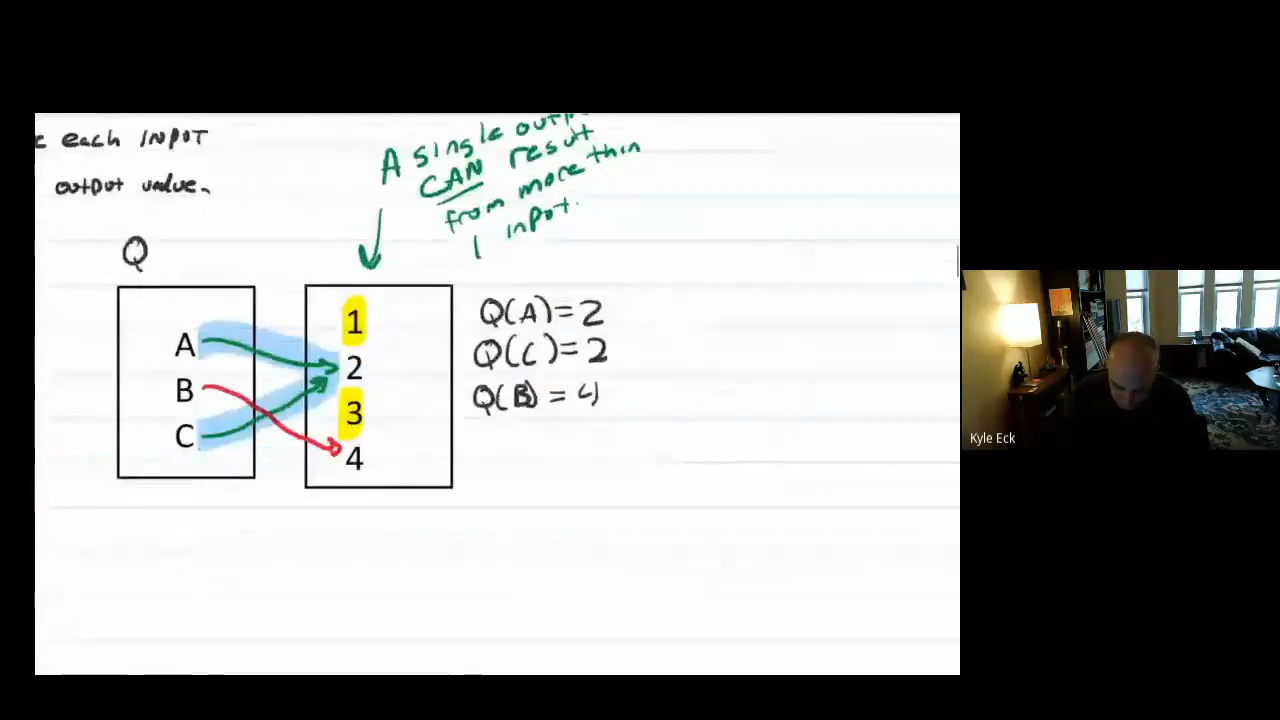 each INPUT
output value.
A single
CAN result
from more than
1 input.
Q
A
B
C
1
2
3
4
Q(A)=2
Q(C)=2
Q(B)=4
Kyle Eck